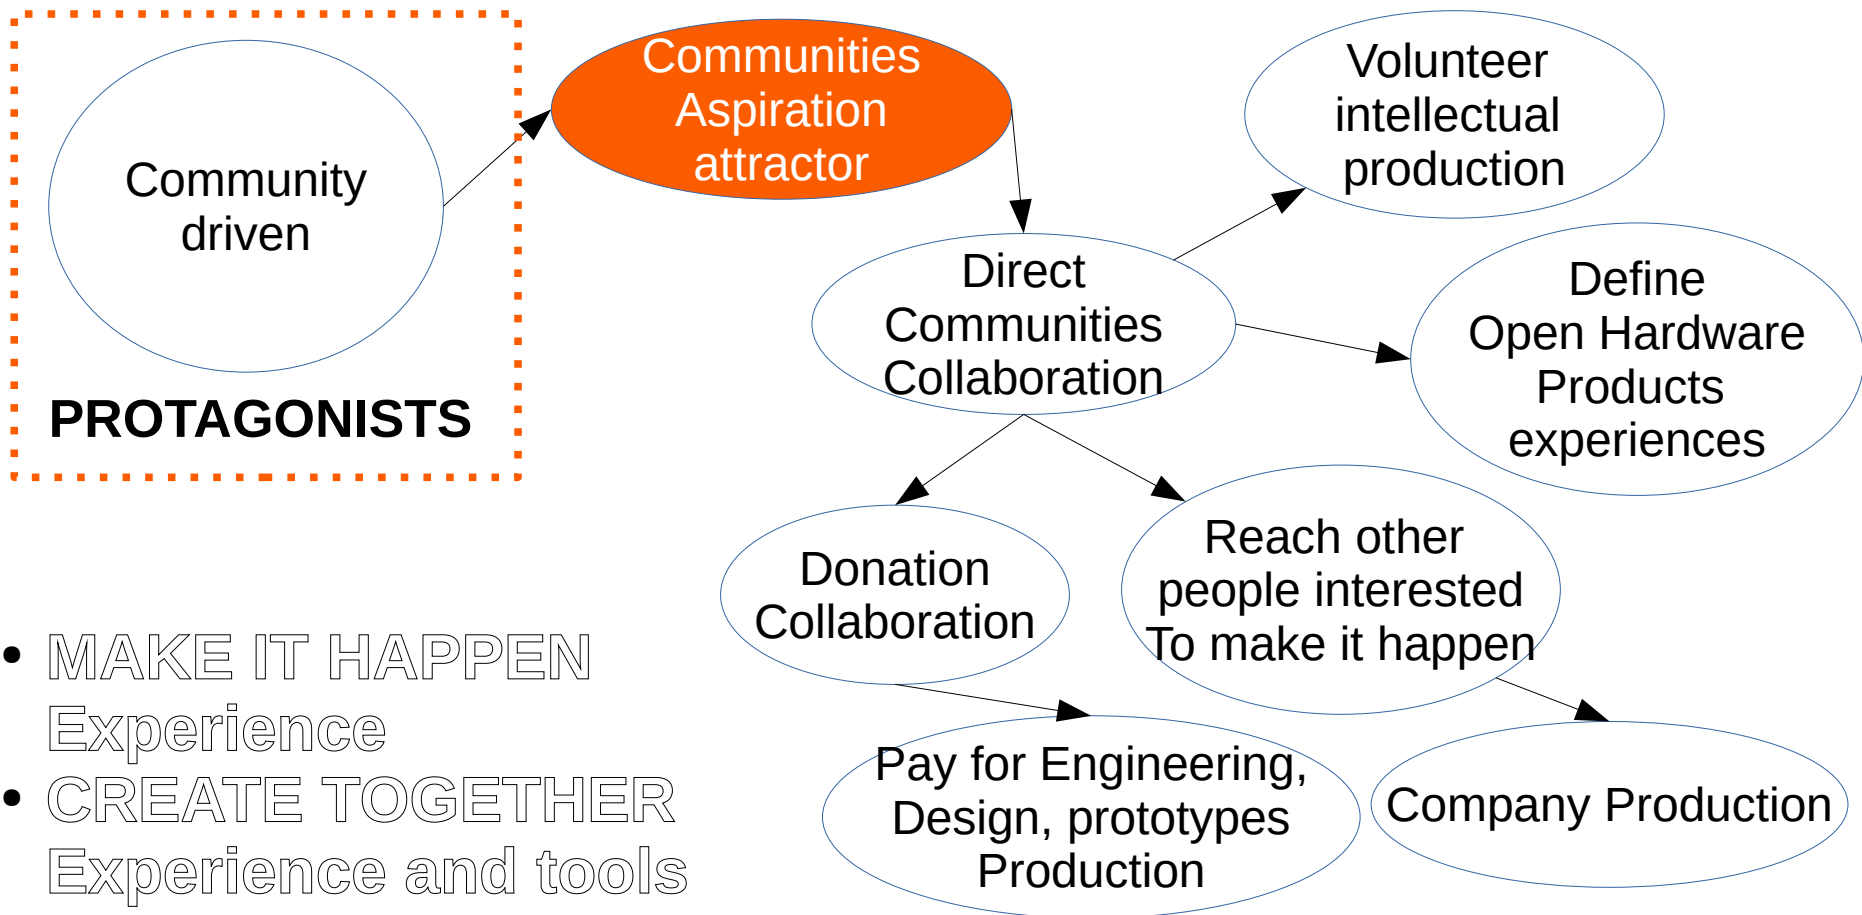 Community
driven
PROTAGONISTS
Communities
Aspiration
attractor
Volunteer
intellectual
production
Direct
Communities
Collaboration
Define
Open Hardware
Products
experiences
Donation
Collaboration
Reach other
people interested
To make it happen
Pay for Engineering,
Design, prototypes
Production
Company Production
• MAKE IT HAPPEN
Experience
• CREATE TOGETHER
Experience and tools